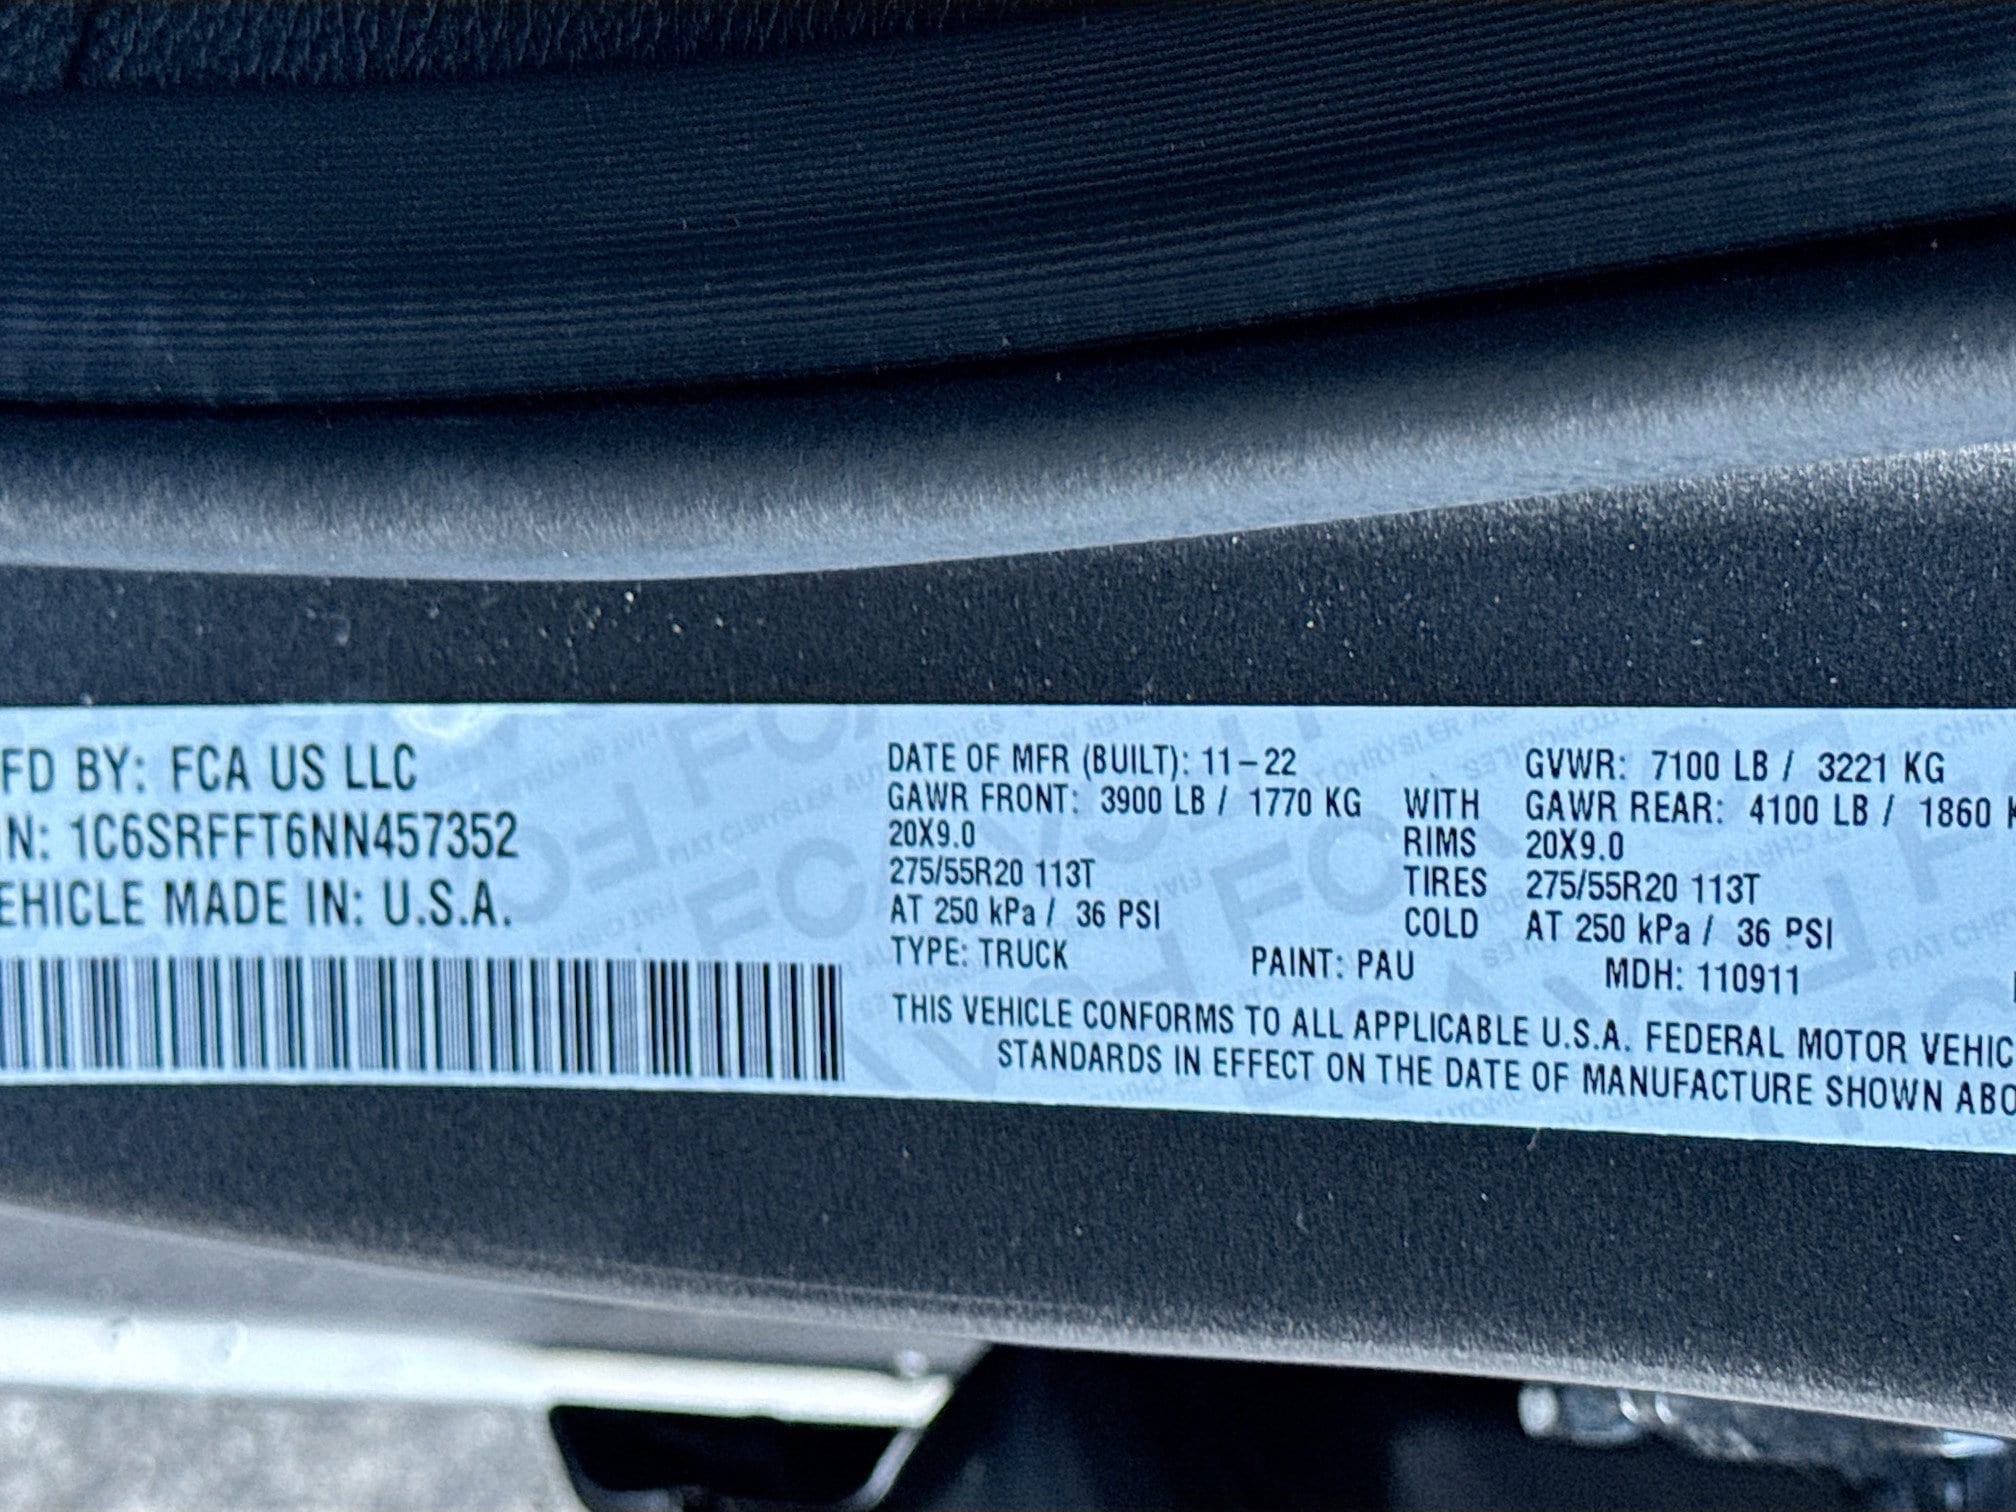 FD BY: FCA US LLC
IN: 1C6SRFFT6NN457352
EHICLE MADE IN: U.S.A.
DATE OF MFR (BUILT): 11-22
GVWR: 7100 LB / 3221 KG
GAWR FRONT: 3900 LB / 1770 KG
WITH
GAWR REAR: 4100 LB / 1860 K
20X9.0
RIMS
20X9.0
275/55R20 113T
TIRES
275/55R20 113T
AT 250 kPa / 36 PSI
COLD
AT 250 kPa / 36 PSI
TYPE: TRUCK
PAINT: PAU
MDH: 110911
THIS VEHICLE CONFORMS TO ALL APPLICABLE U.S.A. FEDERAL MOTOR VEHIC
STANDARDS IN EFFECT ON THE DATE OF MANUFACTURE SHOWN ABO